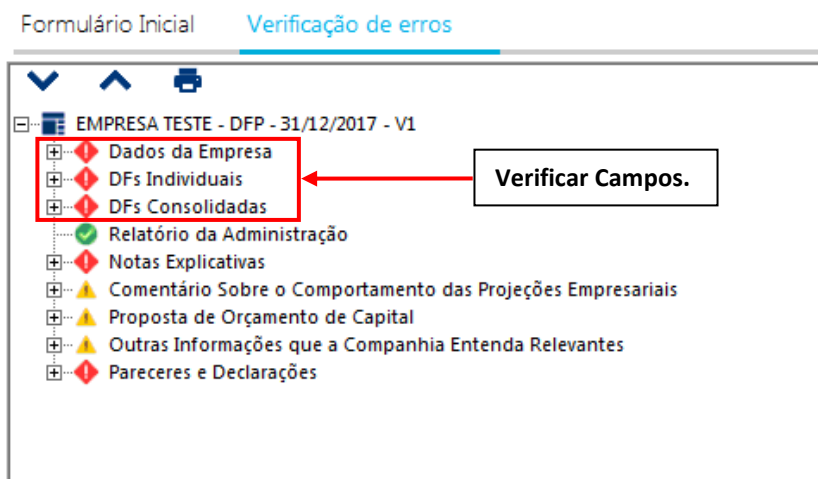 Formulário Inicial Verificação de erros
EMPRESA TESTE - DFP - 31/12/2017 - V1
Dados da Empresa
DFs Individuais
Verificar Campos.
DFs Consolidadas
Relatório da Administração
Notas Explicativas
Comentário Sobre o Comportamento das Projeções Empresariais
Proposta de Orçamento de Capital
Outras Informações que a Companhia Entenda Relevantes
Pareceres e Declarações